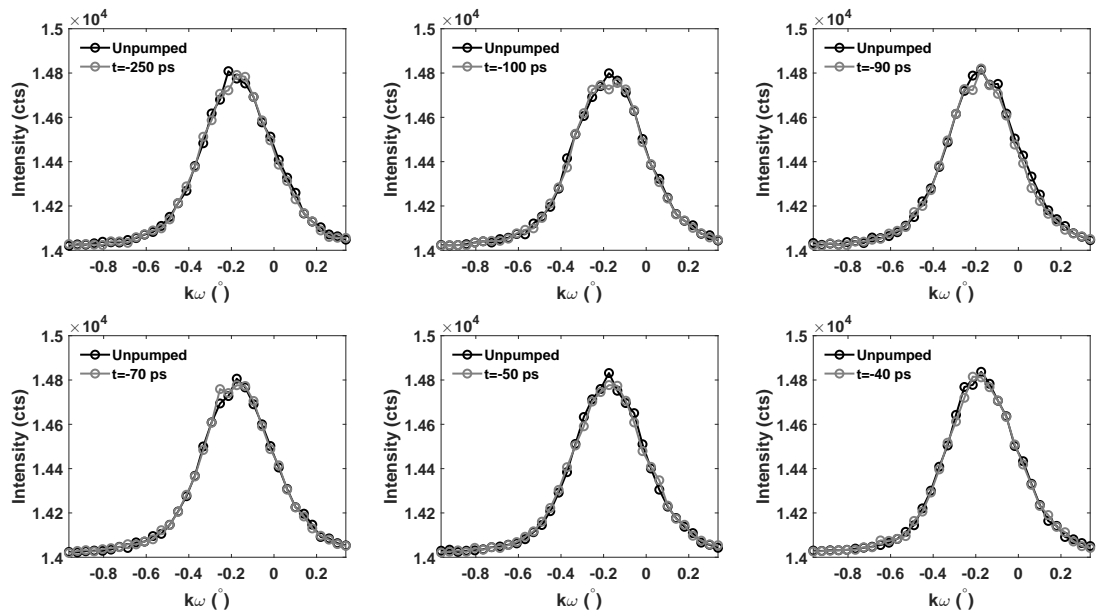 ×10⁴
1.5
1.48
1.46
1.44
1.42
1.4
Intensity (cts)
Unpumped
t=-250 ps
-0.8 -0.6 -0.4 -0.2 0 0.2
kω (°)
×10⁴
1.5
1.48
1.46
1.44
1.42
1.4
Intensity (cts)
Unpumped
t=-100 ps
-0.8 -0.6 -0.4 -0.2 0 0.2
kω (°)
×10⁴
1.5
1.48
1.46
1.44
1.42
1.4
Intensity (cts)
Unpumped
t=-90 ps
-0.8 -0.6 -0.4 -0.2 0 0.2
kω (°)
×10⁴
1.5
1.48
1.46
1.44
1.42
1.4
Intensity (cts)
Unpumped
t=-70 ps
-0.8 -0.6 -0.4 -0.2 0 0.2
kω (°)
×10⁴
1.5
1.48
1.46
1.44
1.42
1.4
Intensity (cts)
Unpumped
t=-50 ps
-0.8 -0.6 -0.4 -0.2 0 0.2
kω (°)
×10⁴
1.5
1.48
1.46
1.44
1.42
1.4
Intensity (cts)
Unpumped
t=-40 ps
-0.8 -0.6 -0.4 -0.2 0 0.2
kω (°)